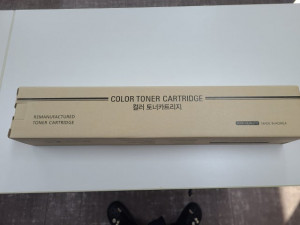 COLOR TONER CARTRIDGE
컬러 토너카트리지
REMANUFACTURED
TONER CARTRIDGE